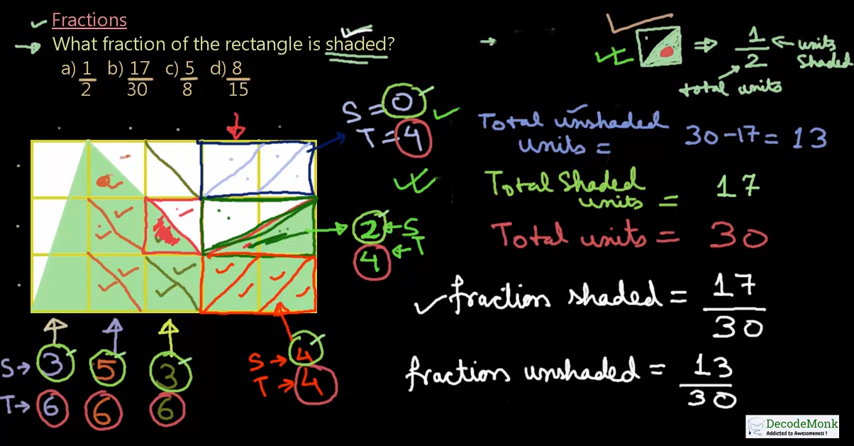 Fractions
What fraction of the rectangle is shaded?
a) 1/2 b) 17/30 c) 5/8 d) 8/15
⇒ 1/2 ← units shaded
total units
S = 0
T = 4
Total unshaded units = 30-17 = 13
Total Shaded units = 17
2 ← S
4 ← T
Total units = 30
fraction shaded = 17/30
S → 3 5 3
T → 6 6 6
S → 4
T → 4
fractions unshaded = 13/30
DecodeMonk
Addicted to Awesomeness !